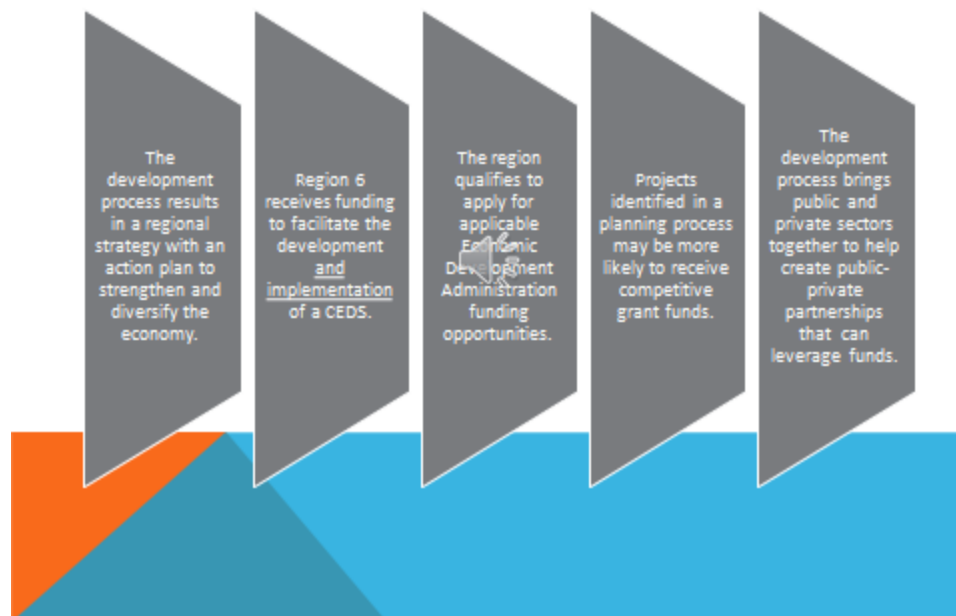 The
development
process results
in a regional
strategy with an
action plan to
strengthen and
diversify the
economy.
Region 6
receives funding
to facilitate the
development
and
implementation
of a CEDS.
The region
qualifies to
apply for
applicable
Economic
Development
Administration
funding
opportunities.
Projects
identified in a
planning process
may be more
likely to receive
competitive
grant funds.
The
development
process brings
public and
private sectors
together to help
create public-
private
partnerships
that can
leverage funds.